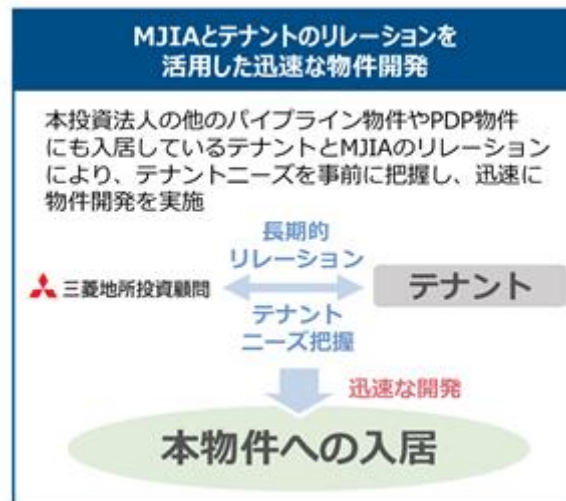 MJIAとテナントのリレーションを
活用した迅速な物件開発
本投資法人の他のパイプライン物件やPDP物件
にも入居しているテナントとMJIAのリレーション
により、テナントニーズを事前に把握し、迅速に
物件開発を実施
長期的
リレーション
三菱地所投資顧問
テナント
テナント
ニーズ把握
迅速な開発
本物件への入居